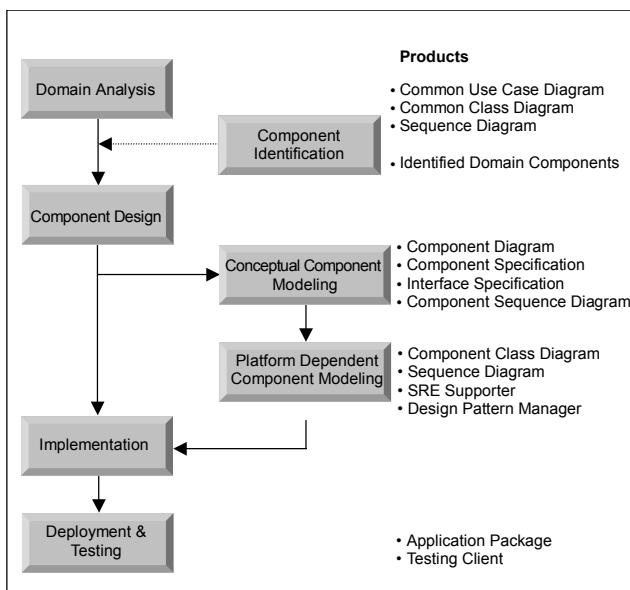 Products
Domain Analysis
• Common Use Case Diagram
• Common Class Diagram
• Sequence Diagram
Component
Identification
• Identified Domain Components
Component Design
Conceptual Component
Modeling
• Component Diagram
• Component Specification
• Interface Specification
• Component Sequence Diagram
Platform Dependent
Component Modeling
• Component Class Diagram
• Sequence Diagram
• SRE Supporter
• Design Pattern Manager
Implementation
Deployment &
Testing
• Application Package
• Testing Client